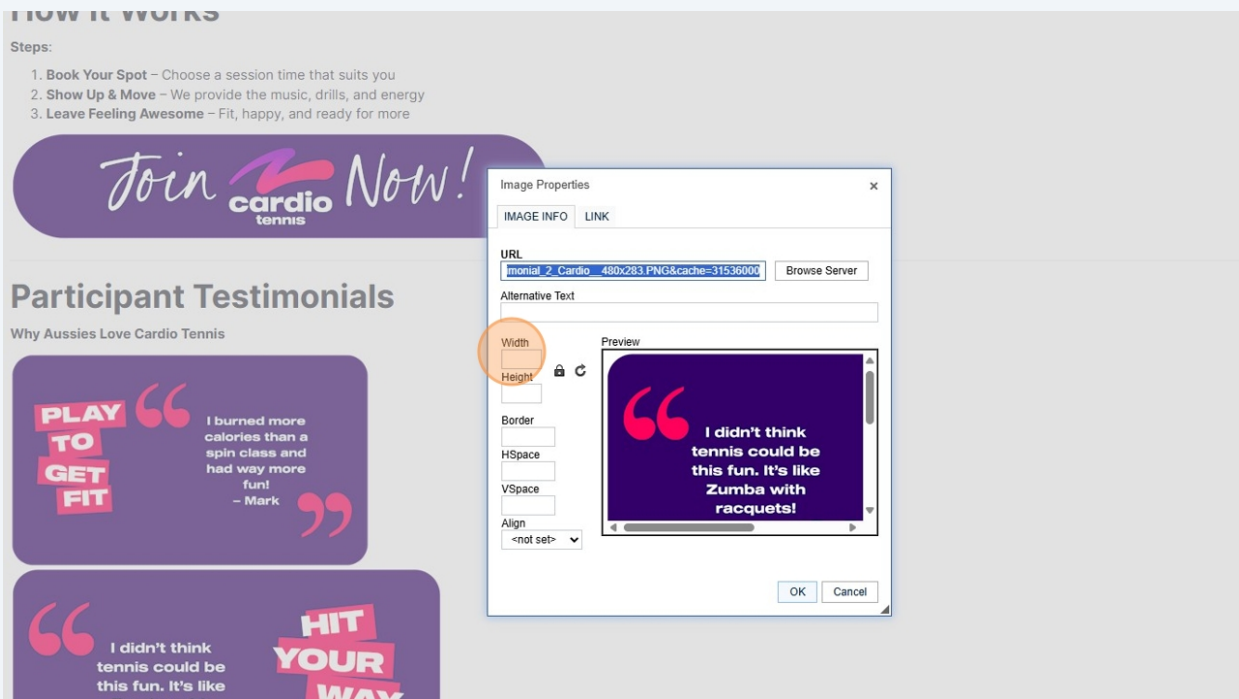 How It Works
Steps:
1. Book Your Spot – Choose a session time that suits you
2. Show Up & Move – We provide the music, drills, and energy
3. Leave Feeling Awesome – Fit, happy, and ready for more
Join cardio tennis Now!
Participant Testimonials
Why Aussies Love Cardio Tennis
PLAY
TO
GET
FIT
“
I burned more
calories than a
spin class and
had way more
fun!
– Mark
”
“
I didn't think
tennis could be
this fun. It's like
HIT
YOUR
WAY
Image Properties
×
IMAGE INFO LINK
URL
monial_2_Cardio__480x283.PNG&cache=31536000
Browse Server
Alternative Text
Width
Height
Border
HSpace
VSpace
Align
<not set>
Preview
“
I didn't think
tennis could be
this fun. It's like
Zumba with
racquets!
OK Cancel